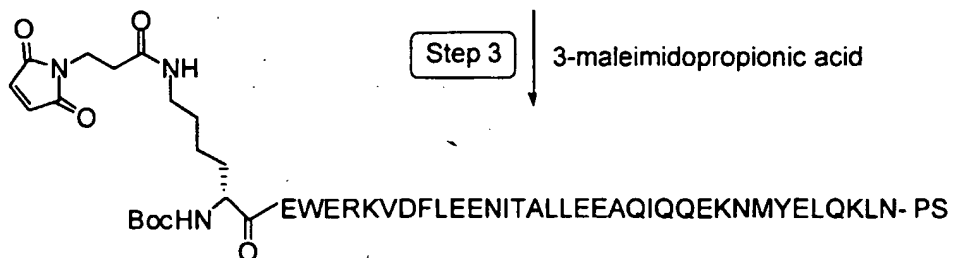 Step 3
3-maleimidopropionic acid
O
O
N
NH
O
BocHN
O
EWERKVDFLEENITALLEEAQIQQEKNMYELQKLN- PS